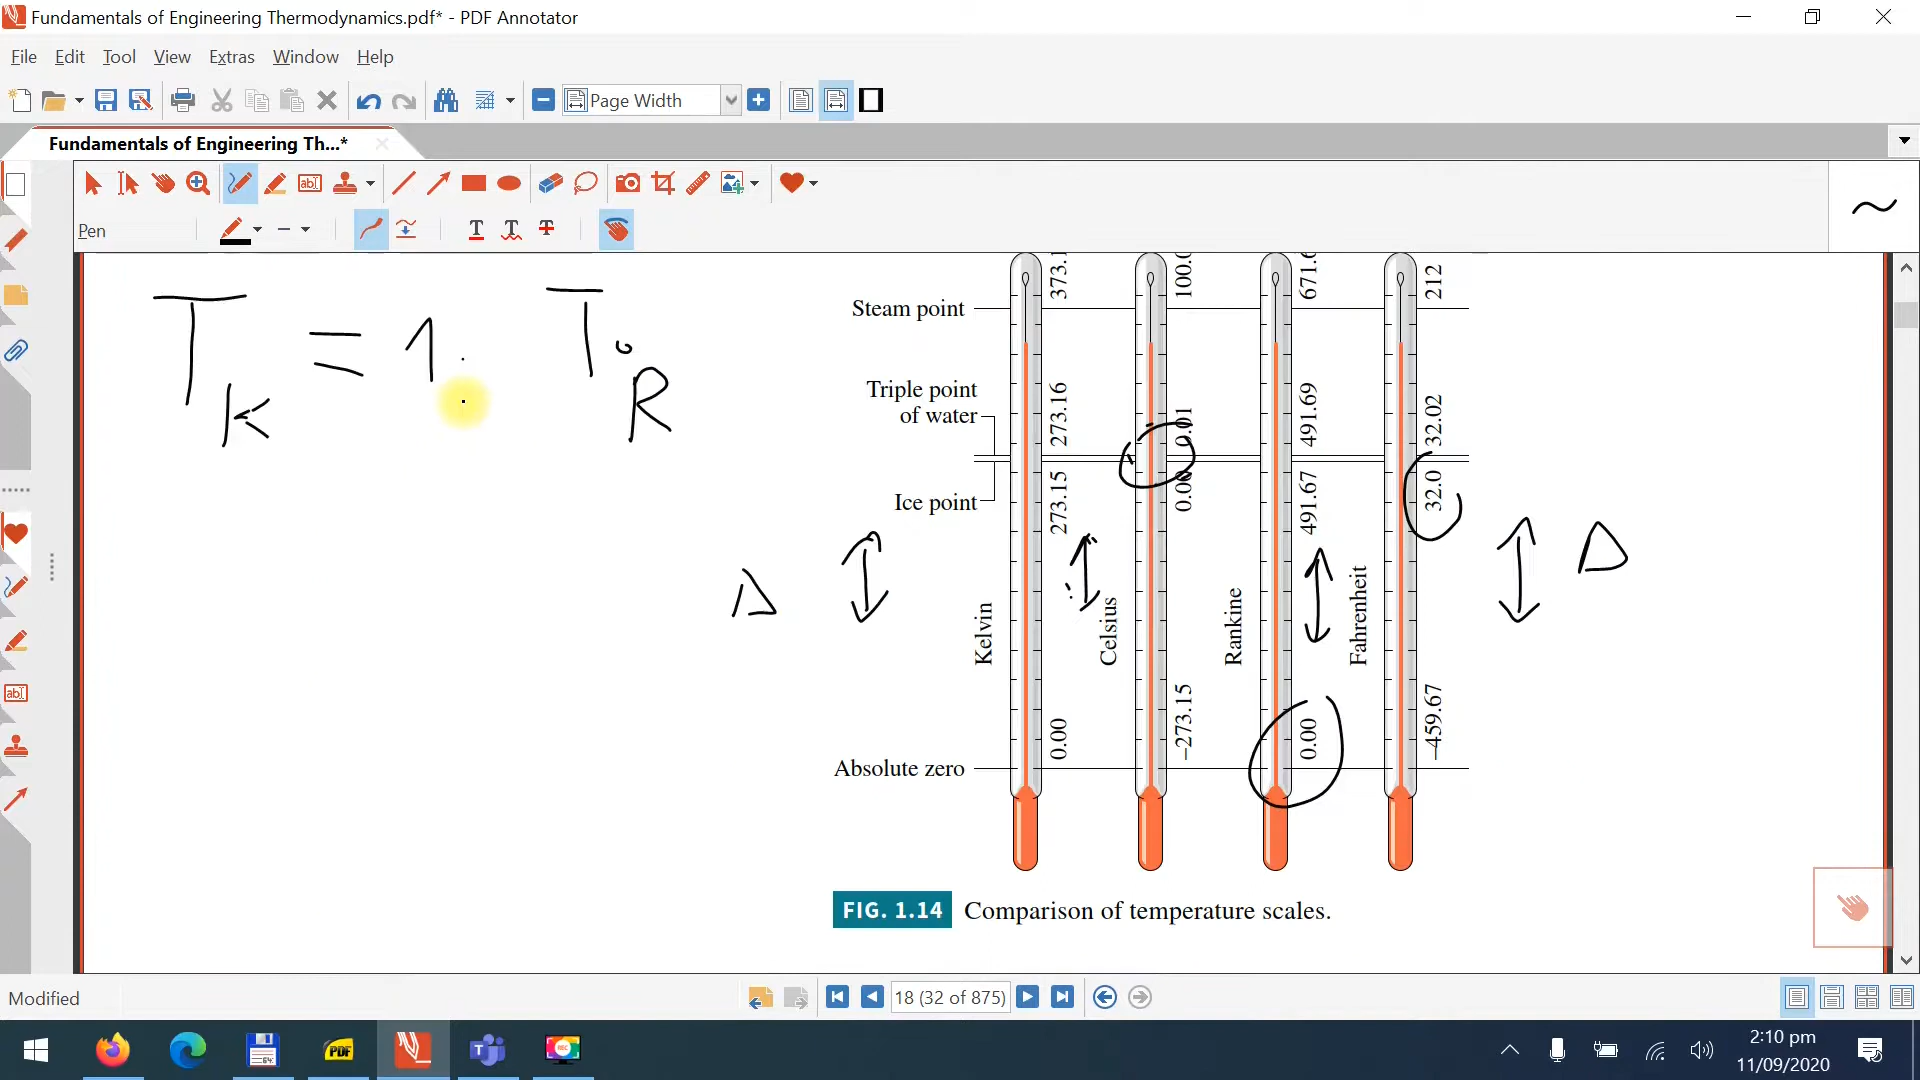 Fundamentals of Engineering Thermodynamics.pdf* - PDF Annotator
File Edit Tool View Extras Window Help
Page Width
Fundamentals of Engineering Th...*
Pen
T K = 1. T °R
Steam point
373.1
100.0
671.6
212
Triple point
of water
273.16
0.01
491.69
32.02
Ice point
273.15
0.00
491.67
32.0
Δ
Δ
Kelvin
Celsius
Rankine
Fahrenheit
Absolute zero
0.00
–273.15
0.00
–459.67
FIG. 1.14 Comparison of temperature scales.
Modified
18 (32 of 875)
PDF
2:10 pm
11/09/2020